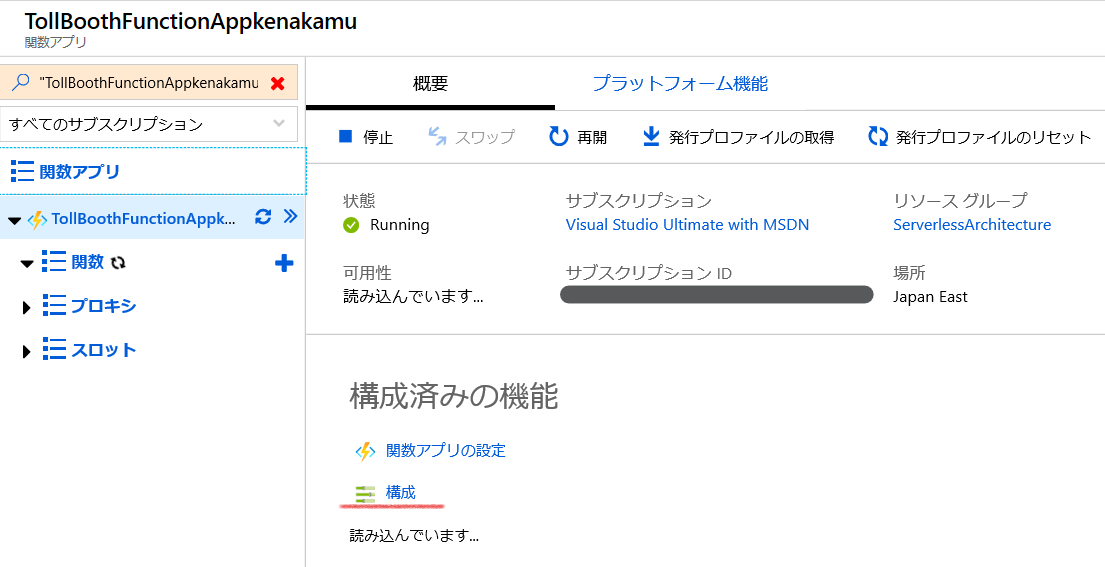 TollBoothFunctionAppkenakamu
関数アプリ
"TollBoothFunctionAppkenakamu
すべてのサブスクリプション
関数アプリ
TollBoothFunctionAppk...
関数
プロキシ
スロット
概要
プラットフォーム機能
停止
スワップ
再開
発行プロファイルの取得
発行プロファイルのリセット
状態
Running
サブスクリプション
Visual Studio Ultimate with MSDN
リソース グループ
ServerlessArchitecture
可用性
読み込んでいます...
サブスクリプション ID
場所
Japan East
構成済みの機能
関数アプリの設定
構成
読み込んでいます...